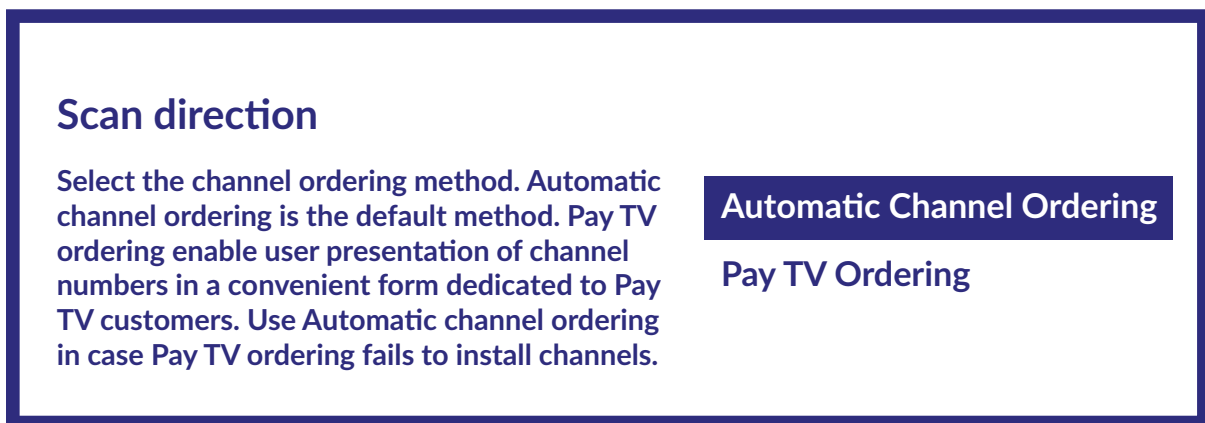 Scan direction
Select the channel ordering method. Automatic
channel ordering is the default method. Pay TV
ordering enable user presentation of channel
numbers in a convenient form dedicated to Pay
TV customers. Use Automatic channel ordering
in case Pay TV ordering fails to install channels.
Automatic Channel Ordering
Pay TV Ordering